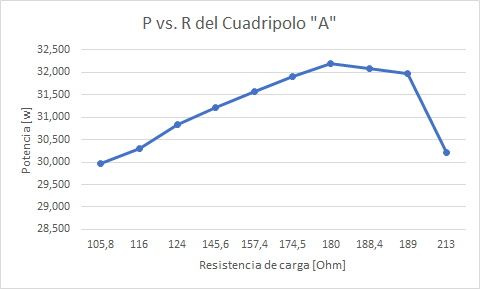 P vs. R del Cuadripolo "A"
Potencia [w]
32,500
32,000
31,500
31,000
30,500
30,000
29,500
29,000
28,500
105,8 116 124 145,6 157,4 174,5 180 188,4 189 213
Resistencia de carga [Ohm]